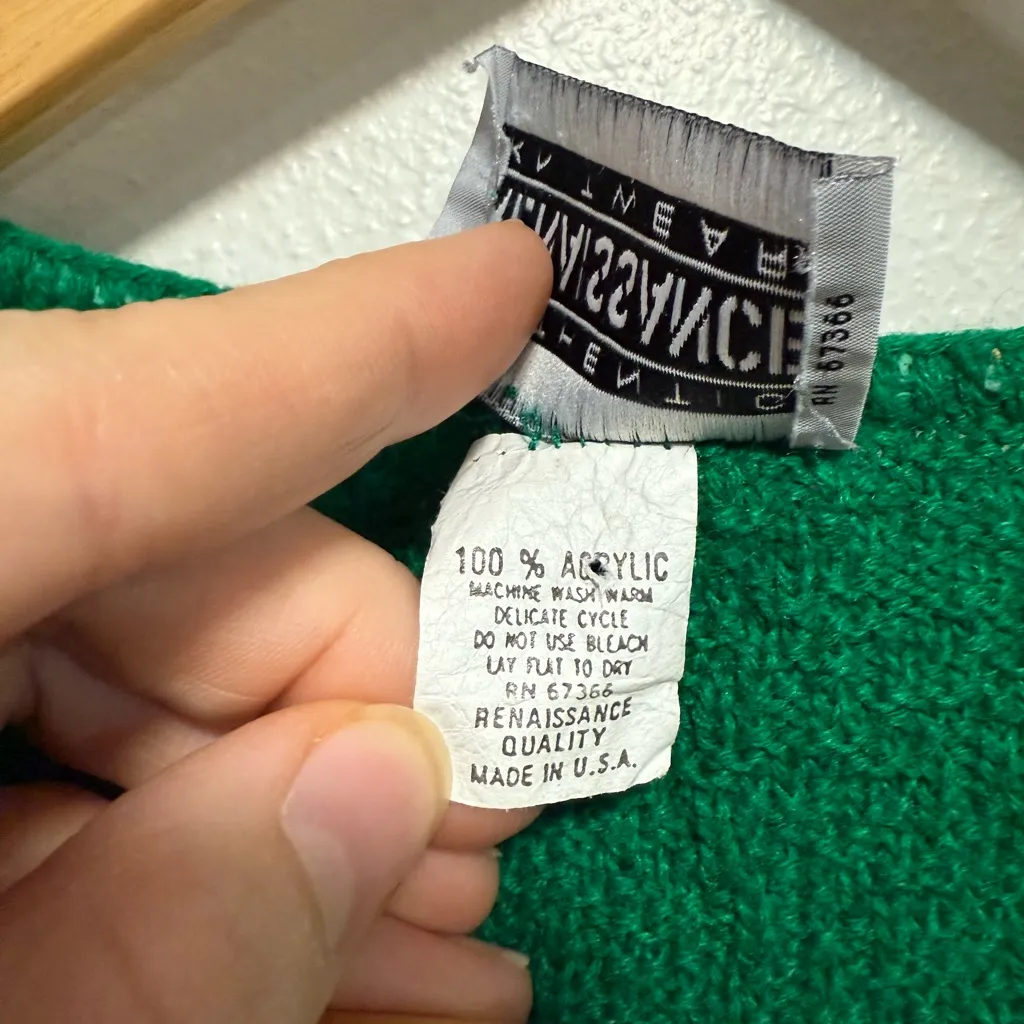 RENAISSANCE
RN 67366
100 % ACRYLIC
MACHINE WASH WARM
DELICATE CYCLE
DO NOT USE BLEACH
LAY FLAT TO DRY
RN 67366
RENAISSANCE
QUALITY
MADE IN U.S.A.